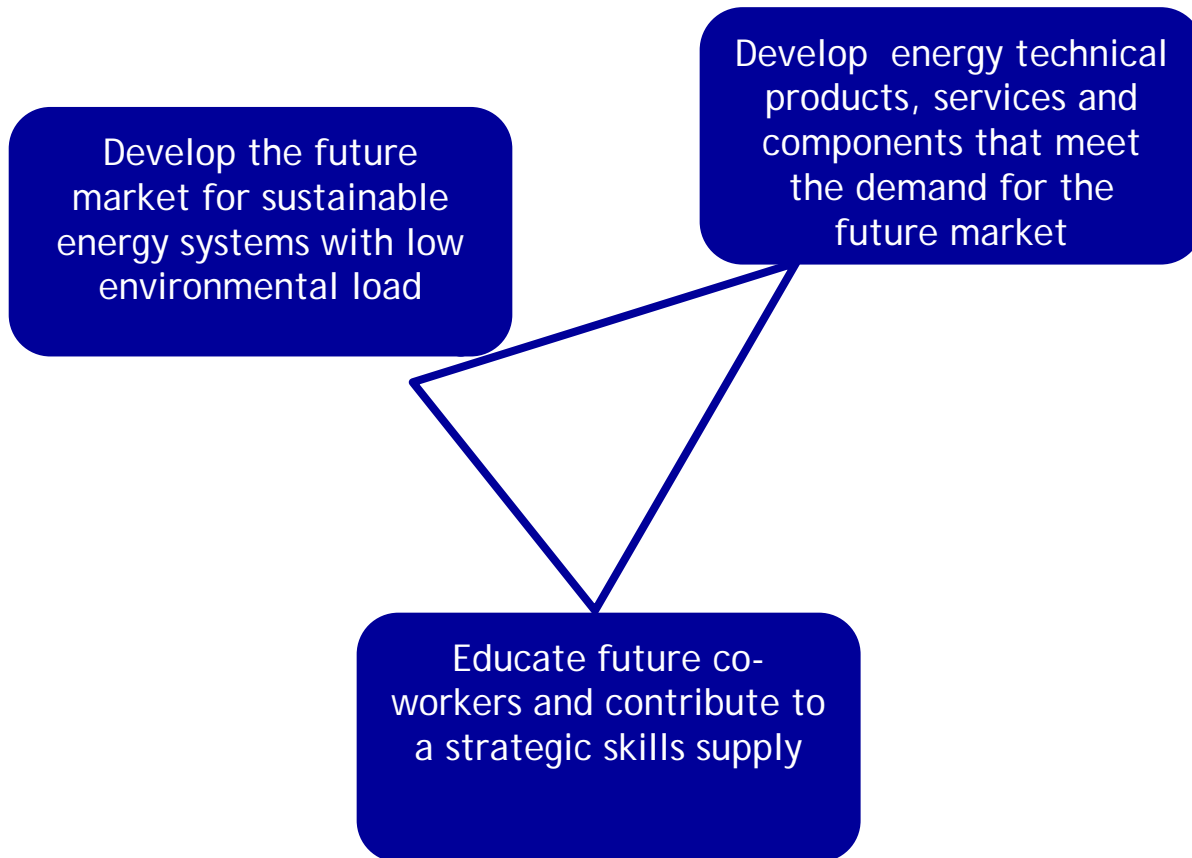 Develop the future
market for sustainable
energy systems with low
environmental load
Develop  energy technical
products, services and
components that meet
the demand for the
future market
Educate future co-
workers and contribute to
a strategic skills supply